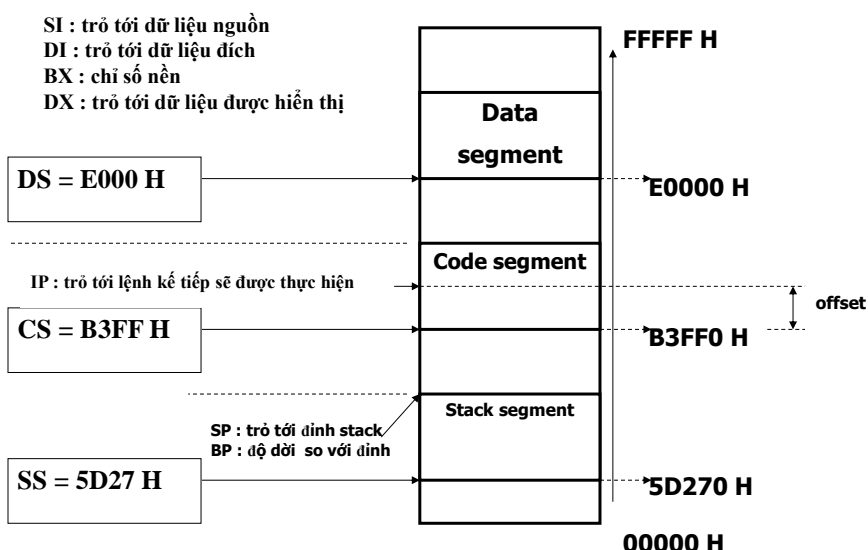 SI : trỏ tới dữ liệu nguồn
DI : trỏ tới dữ liệu đích
BX : chỉ số nền
DX : trỏ tới dữ liệu được hiển thị
FFFFF H
Data
segment
DS = E000 H
E0000 H
Code segment
IP : trỏ tới lệnh kế tiếp sẽ được thực hiện
offset
CS = B3FF H
B3FF0 H
Stack segment
SP : trỏ tới đỉnh stack
BP : độ dời so với đỉnh
SS = 5D27 H
5D270 H
00000 H